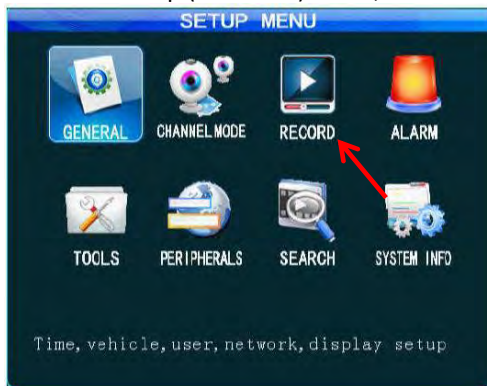 SETUP MENU
GENERAL CHANNEL MODE RECORD ALARM
TOOLS PERIPHERALS SEARCH SYSTEM INFO
Time, vehicle, user, network, display setup